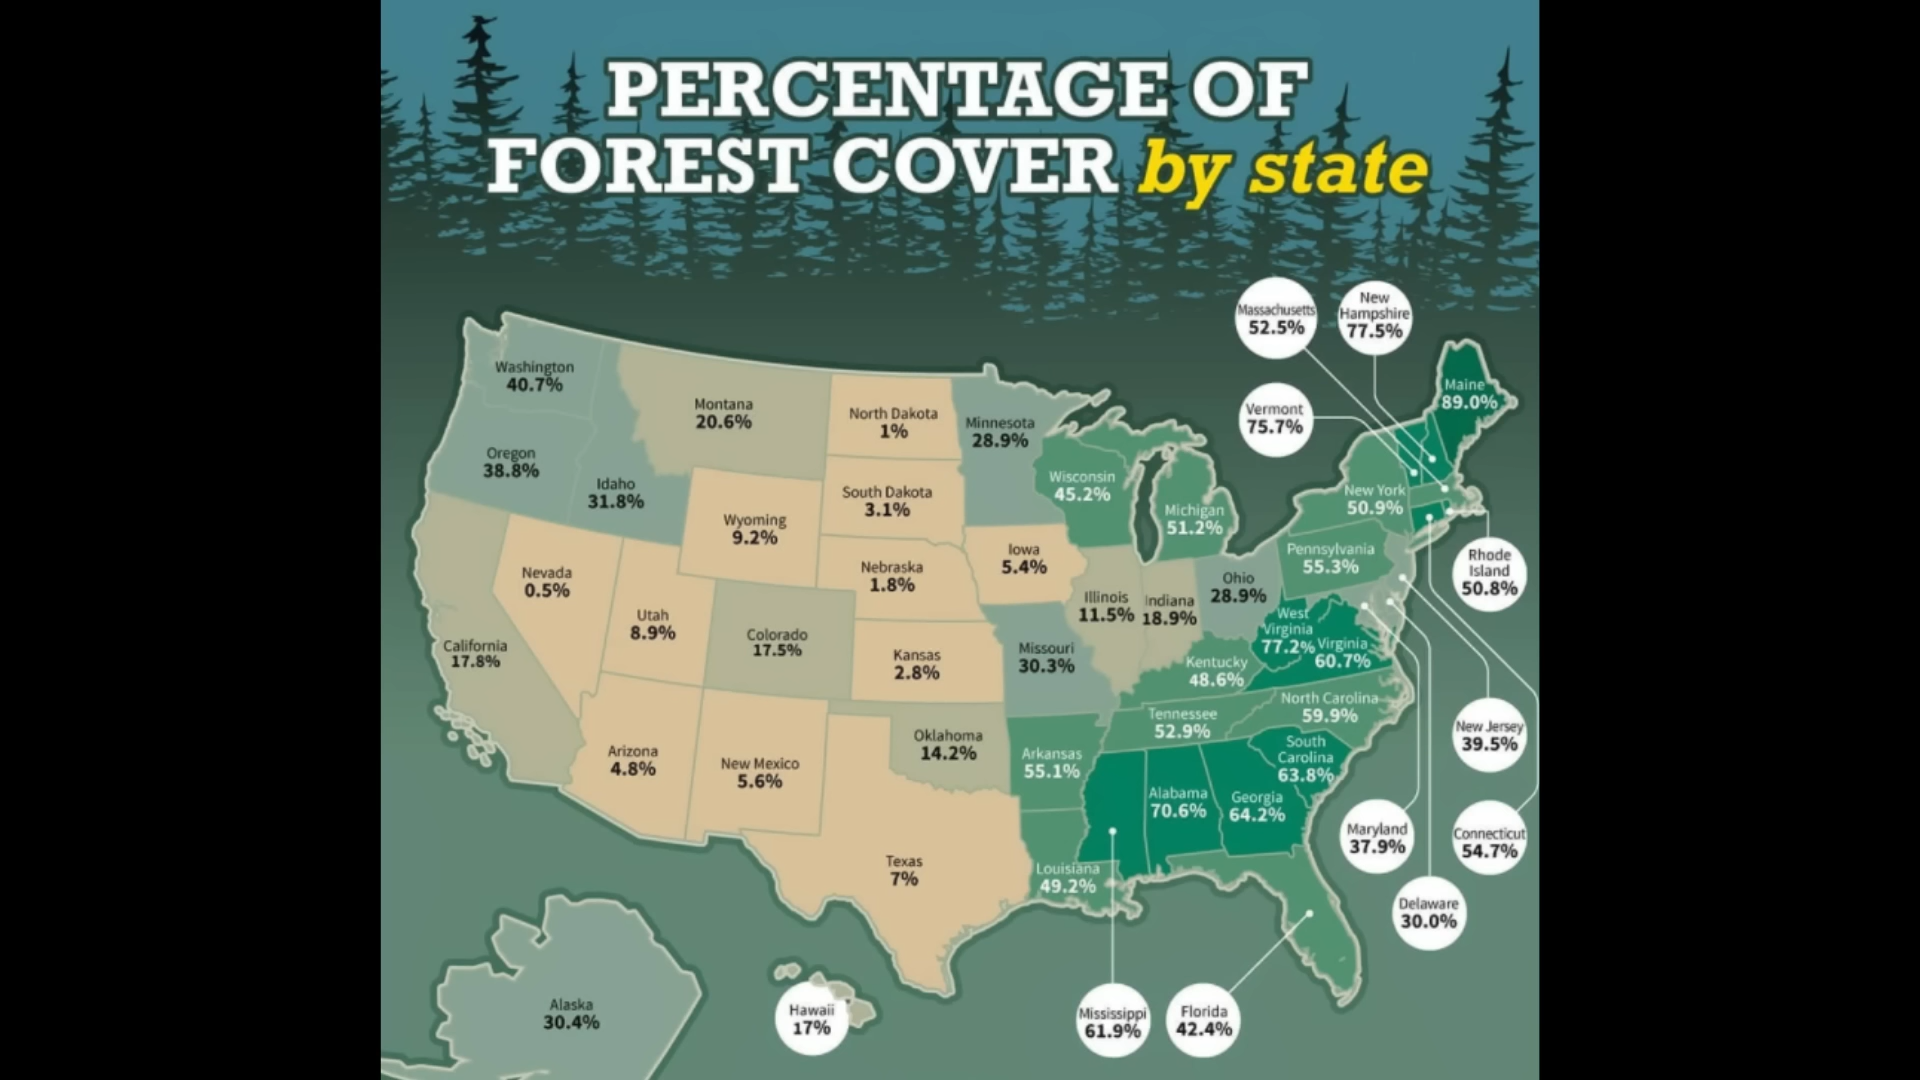 PERCENTAGE OF
FOREST COVER by state
Massachusetts
52.5%
New
Hampshire
77.5%
Vermont
75.7%
Maine
89.0%
Washington
40.7%
Montana
20.6%
North Dakota
1%
Minnesota
28.9%
Oregon
38.8%
Idaho
31.8%
South Dakota
3.1%
Wisconsin
45.2%
Michigan
51.2%
New York
50.9%
Wyoming
9.2%
Iowa
5.4%
Pennsylvania
55.3%
Rhode
Island
50.8%
Nevada
0.5%
Nebraska
1.8%
Illinois
11.5%
Indiana
18.9%
Ohio
28.9%
Utah
8.9%
Colorado
17.5%
California
17.8%
Kansas
2.8%
Missouri
30.3%
West
Virginia
77.2%
Virginia
60.7%
Kentucky
48.6%
North Carolina
59.9%
Tennessee
52.9%
New Jersey
39.5%
Arizona
4.8%
New Mexico
5.6%
Oklahoma
14.2%
Arkansas
55.1%
South
Carolina
63.8%
Alabama
70.6%
Georgia
64.2%
Maryland
37.9%
Connecticut
54.7%
Texas
7%
Louisiana
49.2%
Delaware
30.0%
Alaska
30.4%
Hawaii
17%
Mississippi
61.9%
Florida
42.4%